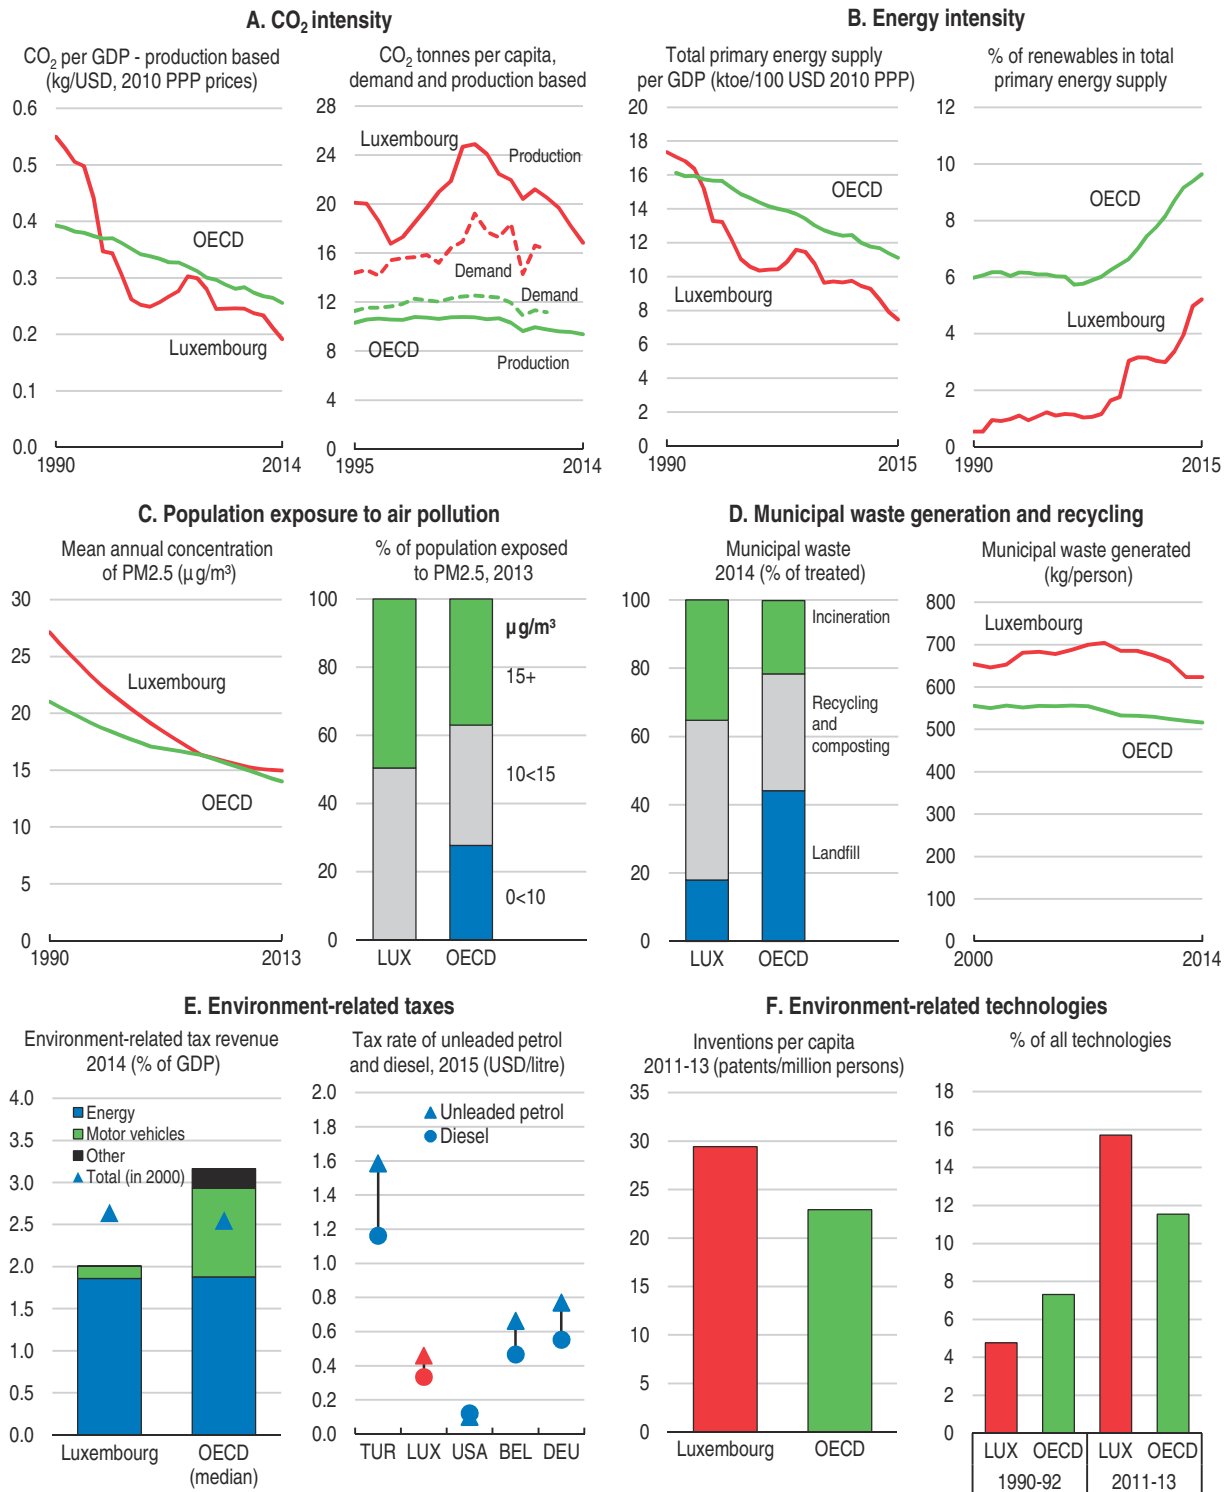 A. CO₂ intensity
CO₂ per GDP - production based
(kg/USD, 2010 PPP prices)
0.6
0.5
0.4
0.3
0.2
0.1
0.0
1990
2014
OECD
Luxembourg
CO₂ tonnes per capita,
demand and production based
28
24
20
16
12
8
4
0
1995
2014
Luxembourg
Production
Demand
Demand
OECD
Production
B. Energy intensity
Total primary energy supply
per GDP (ktoe/100 USD 2010 PPP)
20
18
16
14
12
10
8
6
4
2
0
1990
2015
OECD
Luxembourg
% of renewables in total
primary energy supply
12
10
8
6
4
2
0
1990
2015
OECD
Luxembourg
C. Population exposure to air pollution
Mean annual concentration
of PM2.5 (µg/m³)
30
25
20
15
10
5
0
1990
2013
Luxembourg
OECD
% of population exposed
to PM2.5, 2013
100
80
60
40
20
0
LUX
OECD
µg/m³
15+
10<15
0<10
D. Municipal waste generation and recycling
Municipal waste
2014 (% of treated)
100
80
60
40
20
0
LUX
OECD
Incineration
Recycling
and
composting
Landfill
Municipal waste generated
(kg/person)
800
700
600
500
400
300
200
100
0
2000
2014
Luxembourg
OECD
E. Environment-related taxes
Environment-related tax revenue
2014 (% of GDP)
4.0
3.5
3.0
2.5
2.0
1.5
1.0
0.5
0.0
Energy
Motor vehicles
Other
Total (in 2000)
Luxembourg
OECD
(median)
Tax rate of unleaded petrol
and diesel, 2015 (USD/litre)
2.0
1.8
1.6
1.4
1.2
1.0
0.8
0.6
0.4
0.2
0.0
Unleaded petrol
Diesel
TUR
LUX
USA
BEL
DEU
F. Environment-related technologies
Inventions per capita
2011-13 (patents/million persons)
35
30
25
20
15
10
5
0
Luxembourg
OECD
% of all technologies
18
16
14
12
10
8
6
4
2
0
LUX
OECD
LUX
OECD
1990-92
2011-13